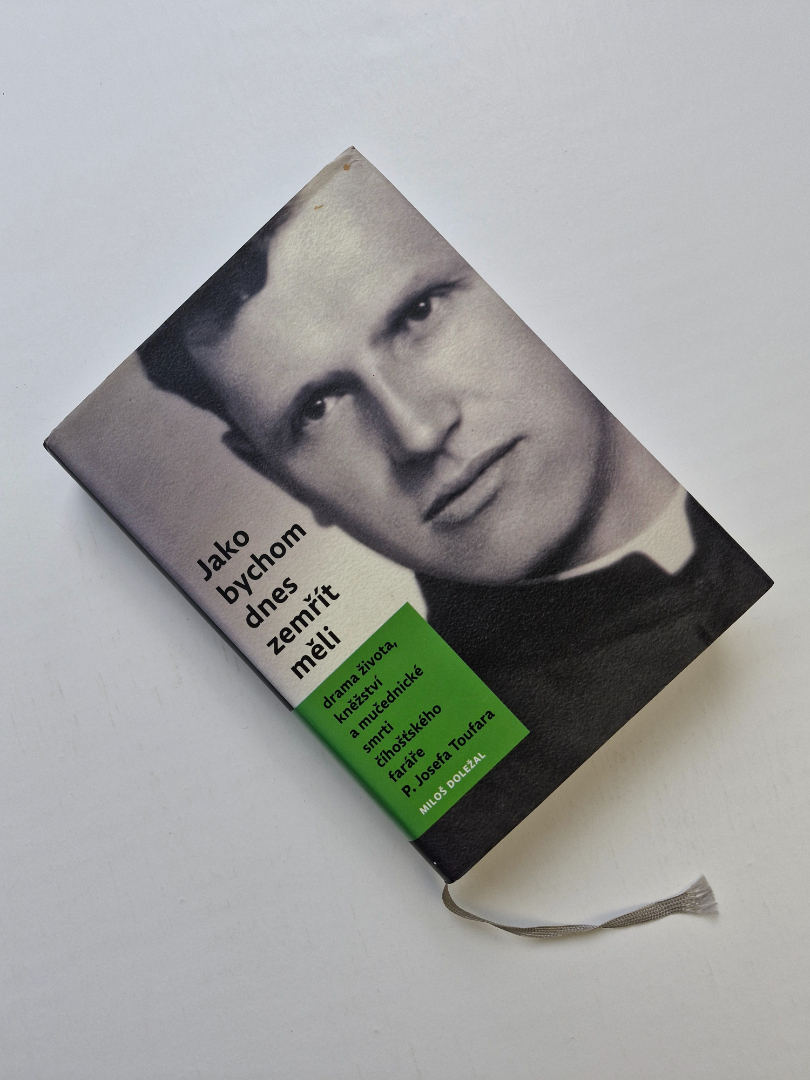 Jako
bychom
dnes
zemřít
měli
drama života,
kněžství
a mučednické
smrti
číhošťského
faráře
P. Josefa Toufara
MILOŠ DOLEŽAL